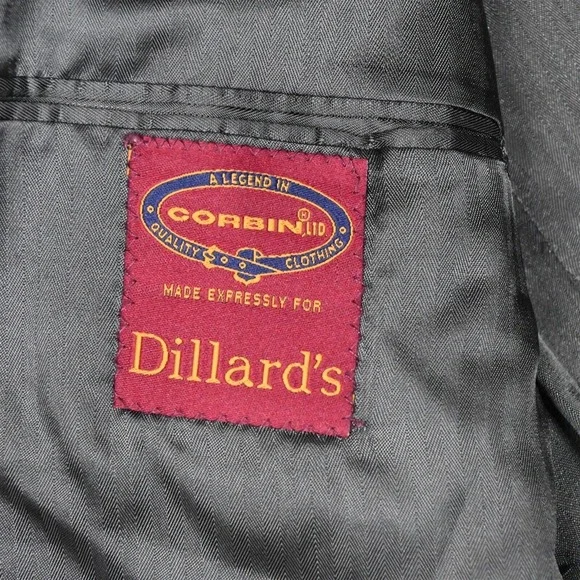 A LEGEND IN
CORBIN® LTD
QUALITY CLOTHING
MADE EXPRESSLY FOR
Dillard's